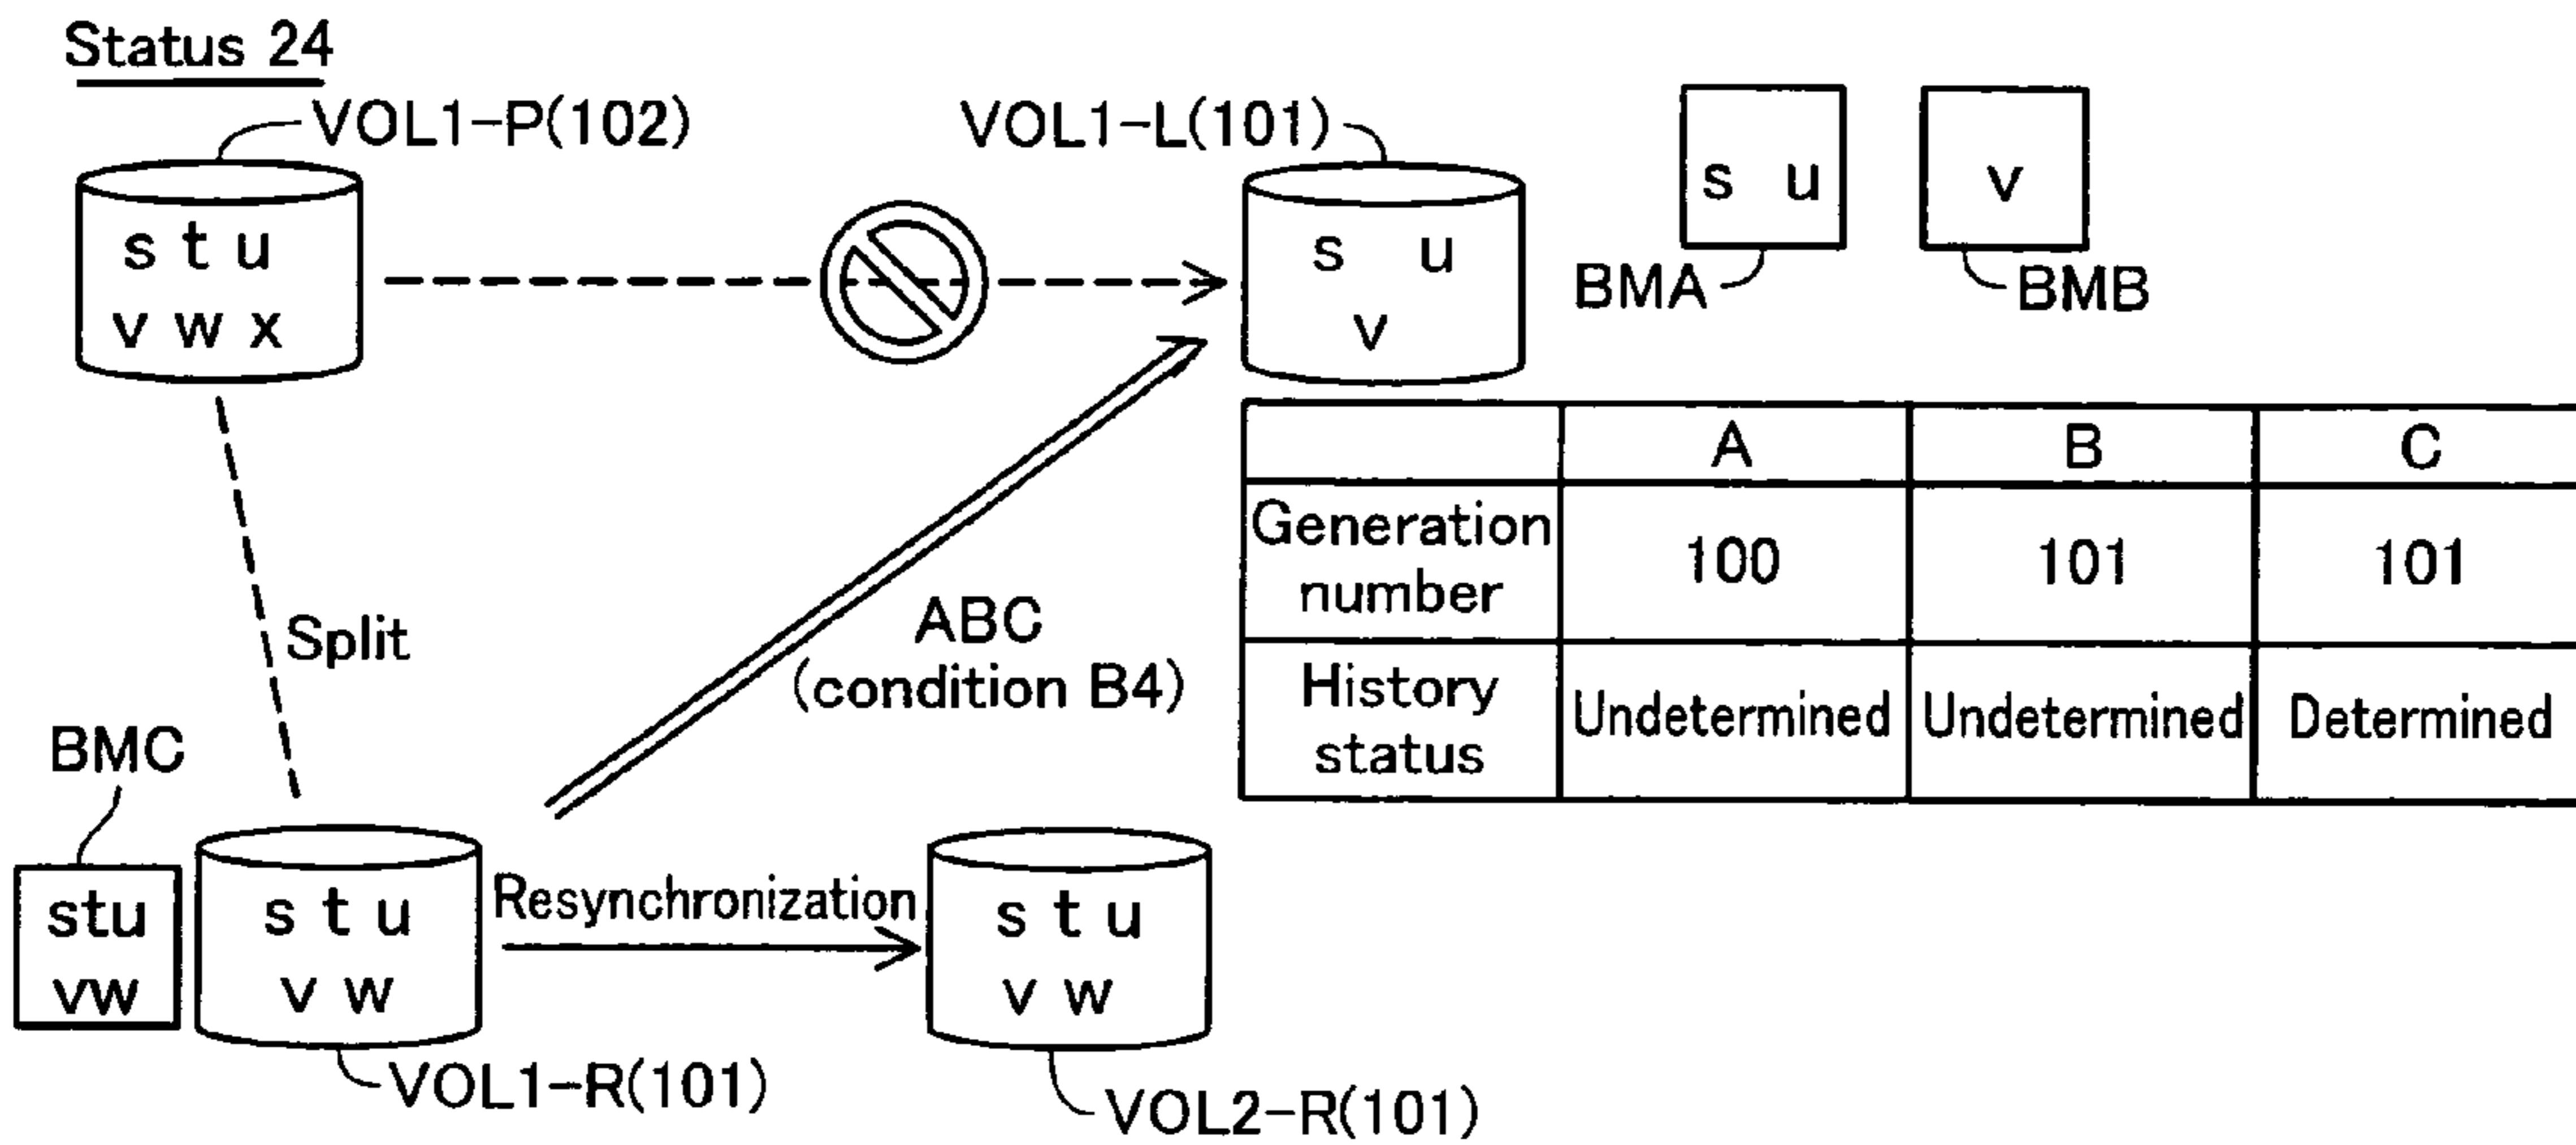 Status 24
VOL1-P(102)
s t u
v w x
VOL1-L(101)
s u
v
s u
BMA
v
BMB
A B C
Generation number 100 101 101
History status Undetermined Undetermined Determined
Split
ABC
(condition B4)
BMC
stu
vw
s t u
v w
VOL1-R(101)
Resynchronization
s t u
v w
VOL2-R(101)